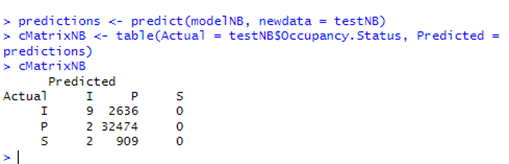 > predictions <- predict(modelNB, newdata = testNB)
> cMatrixNB <- table(Actual = testNB$Occupancy.Status, Predicted =
predictions)
> cMatrixNB
Predicted
Actual I P S
I 9 2636 0
P 2 32474 0
S 2 909 0
>